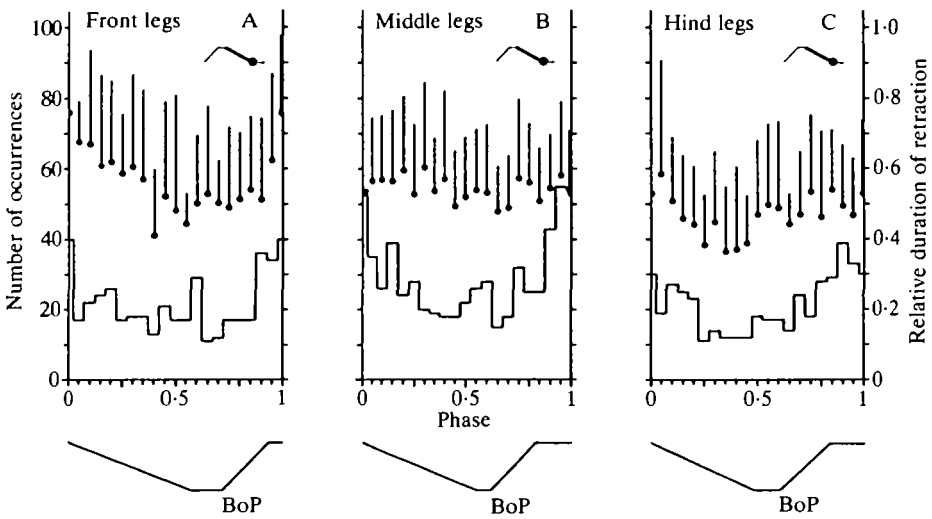 Front legs A
Middle legs B
Hind legs C
Number of occurrences
100
80
60
40
20
0
Relative duration of retraction
1·0
0·8
0·6
0·4
0·2
0
0 0·5 1
0 0·5 1
0 0·5 1
Phase
BoP
BoP
BoP